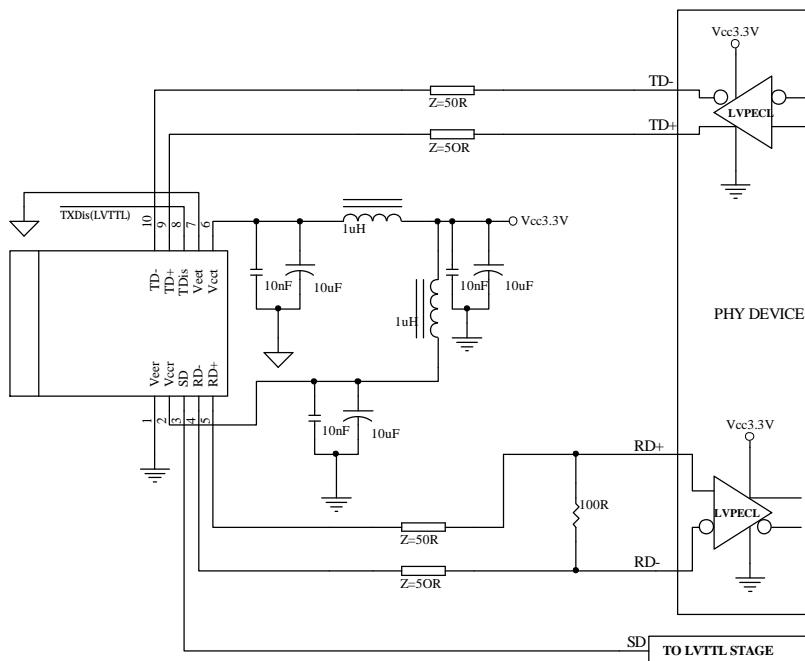 Vcc3.3V
TD-
LVPECL
Z=50R
TD+
Z=5OR
TXDis(LVTTL)
10
9
8
7
6
1uH
Vcc3.3V
TD-
TD+
TDis
Veet
Vcct
10nF
10uF
10nF
10uF
1uH
PHY DEVICE
Veer
Vccr
SD
RD-
RD+
1
2
3
4
5
10nF
10uF
Vcc3.3V
RD+
LVPECL
Z=50R
100R
RD-
Z=5OR
SD
TO LVTTL STAGE